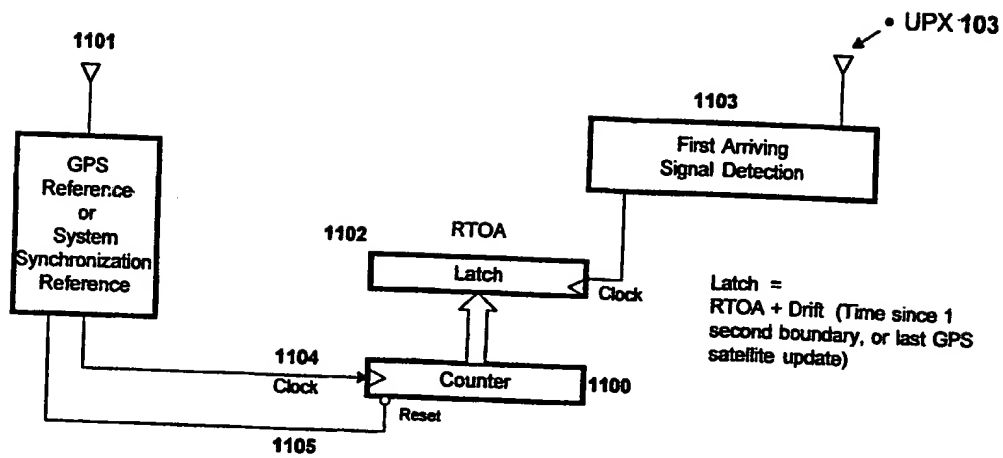 1101
• UPX 103
1103
GPS
Reference
or
System
Synchronization
Reference
First Arriving
Signal Detection
1102
RTOA
Latch
Clock
Latch =
RTOA + Drift (Time since 1
second boundary, or last GPS
satellite update)
1104
Clock
Counter
1100
Reset
1105